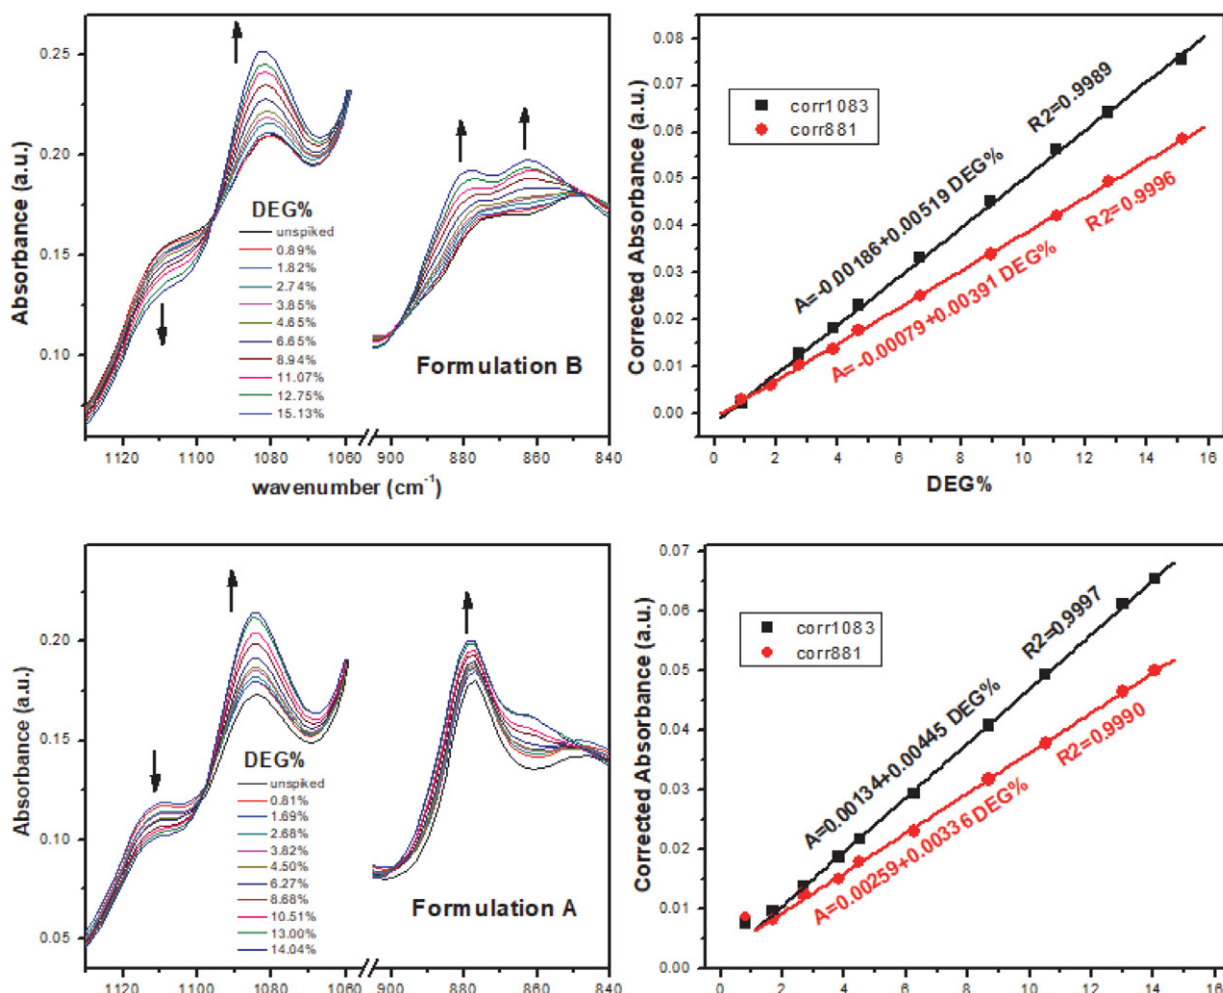 0.25
0.20
0.15
0.10
Absorbance (a.u.)
DEG%
unspiked
0.89%
1.82%
2.74%
3.85%
4.65%
6.65%
8.94%
11.07%
12.75%
15.13%
Formulation B
1120 1100 1080 1060 900 880 860 840
wavenumber (cm-1)
0.08
0.07
0.06
0.05
0.04
0.03
0.02
0.01
0.00
Corrected Absorbance (a.u.)
corr1083
corr881
A=-0.00186+0.00519 DEG%
R2=0.9989
A=-0.00079+0.00391 DEG%
R2=0.9996
0 2 4 6 8 10 12 14 16
DEG%
0.20
0.15
0.10
0.05
Absorbance (a.u.)
DEG%
unspiked
0.81%
1.69%
2.68%
3.82%
4.50%
6.27%
8.68%
10.51%
13.00%
14.04%
Formulation A
1120 1100 1080 1060 900 880 860 840
0.07
0.06
0.05
0.04
0.03
0.02
0.01
0.00
Corrected Absorbance (a.u.)
corr1083
corr881
A=0.00134+0.00445 DEG%
R2=0.9997
A=0.00259+0.00336 DEG%
R2=0.9990
0 2 4 6 8 10 12 14 16